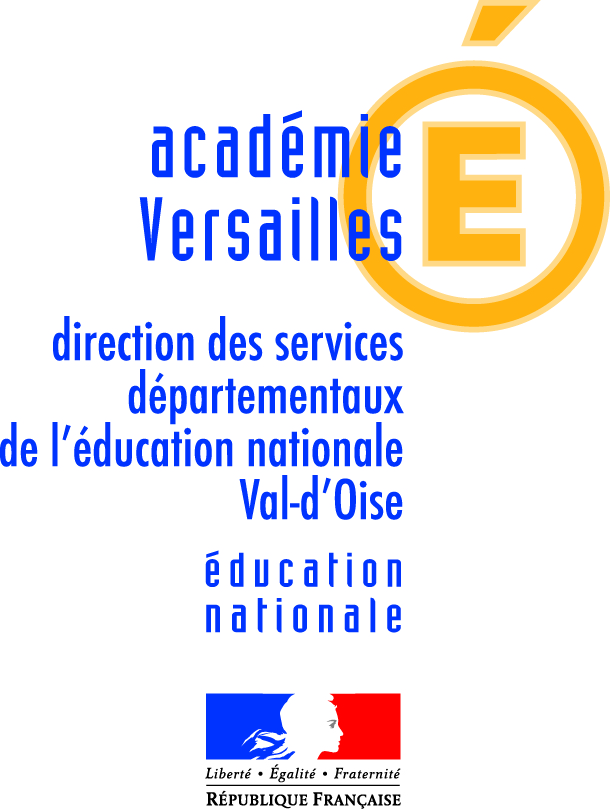 É
académie
Versailles
direction des services
départementaux
de l’éducation nationale
Val-d’Oise
éducation
nationale
Liberté • Égalité • Fraternité
RÉPUBLIQUE FRANÇAISE